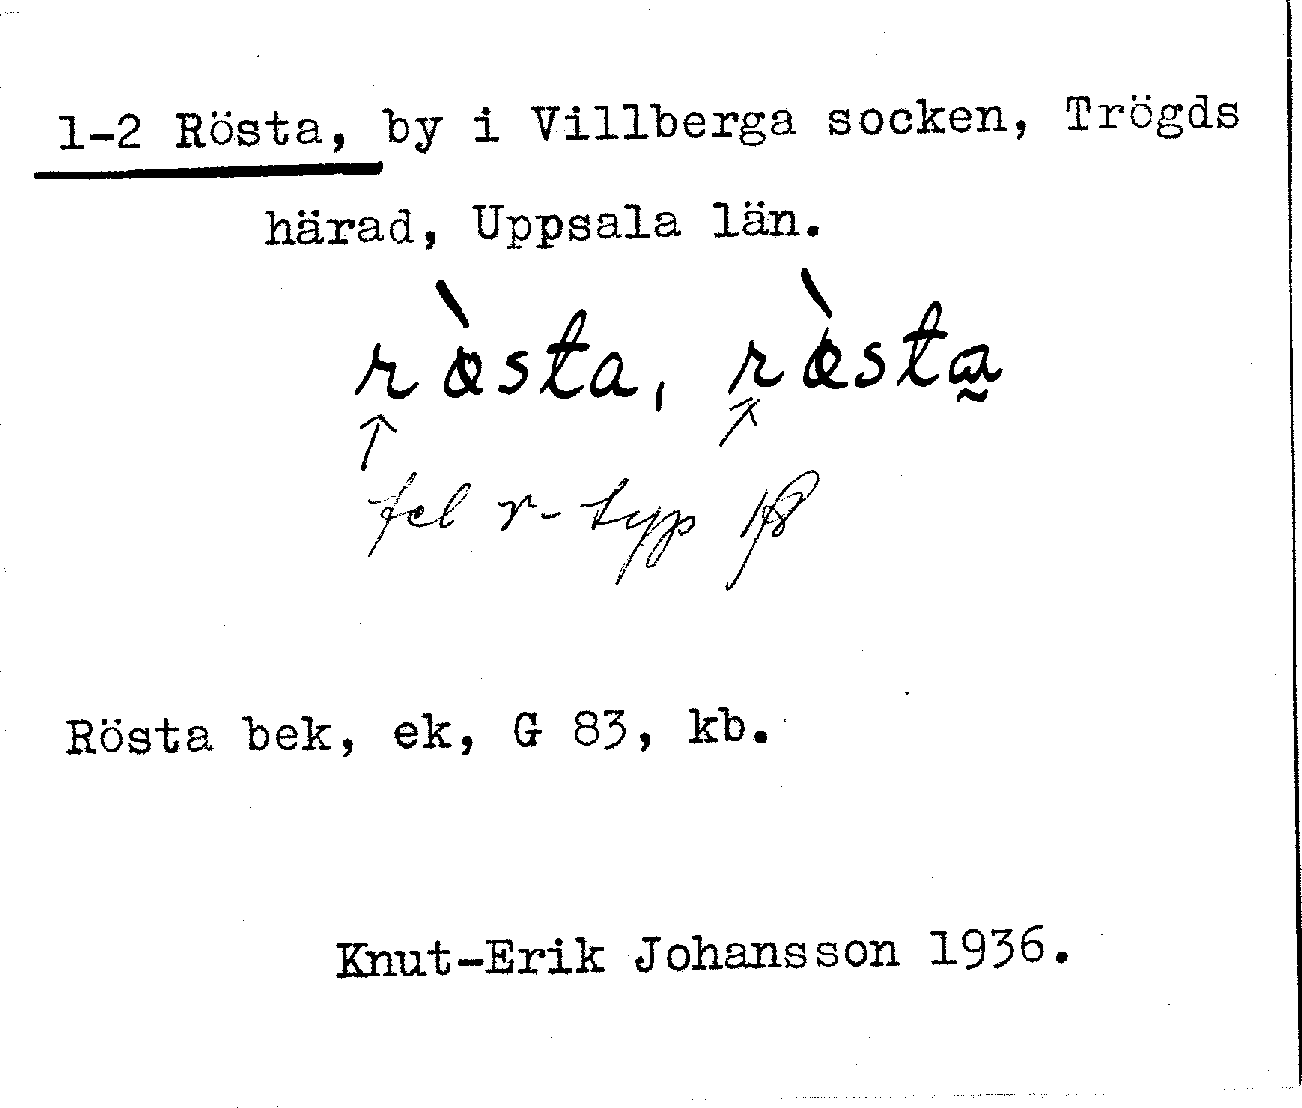 1-2 Rösta, by i Villberga socken, Trögds
härad, Uppsala län.
ròsta, ròsta
fel r-typ
Rösta bek, ek, G 83, kb.
Knut-Erik Johansson 1936.